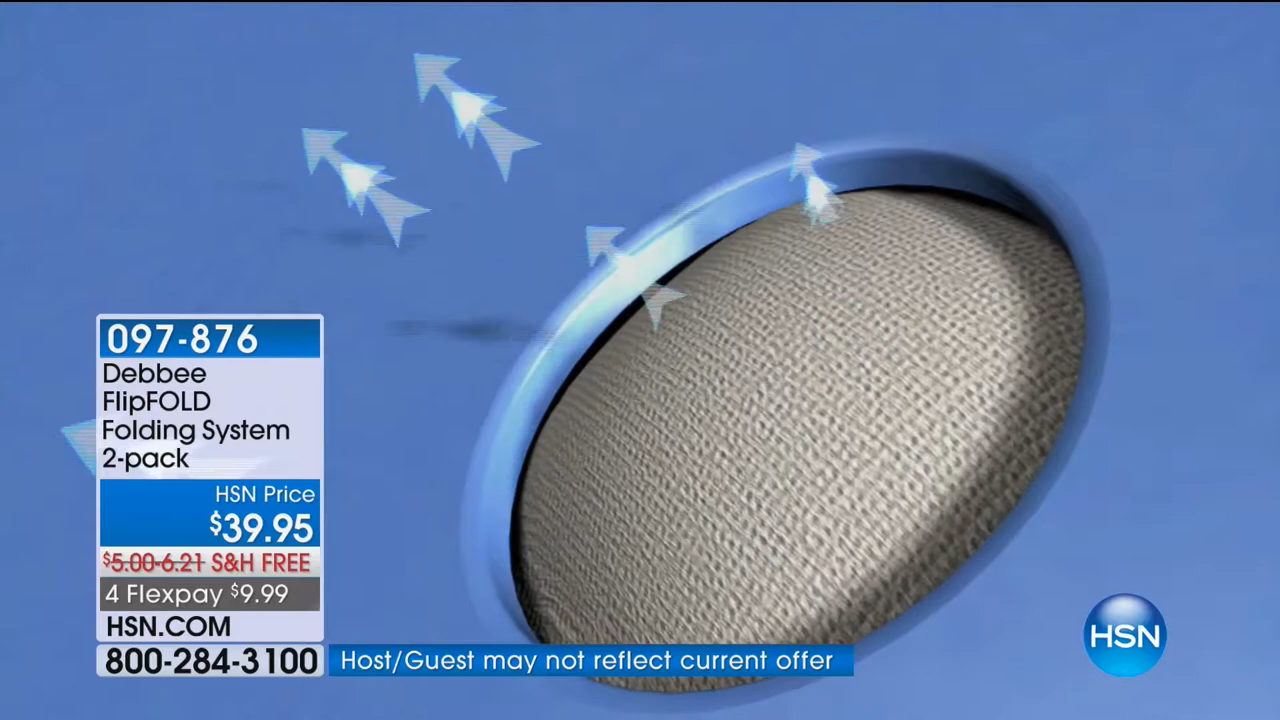 097-876
Debbee
FlipFOLD
Folding System
2-pack
HSN Price
$39.95
$5.00-6.21 S&H FREE
4 Flexpay $9.99
HSN.COM
800-284-3100
Host/Guest may not reflect current offer
HSN